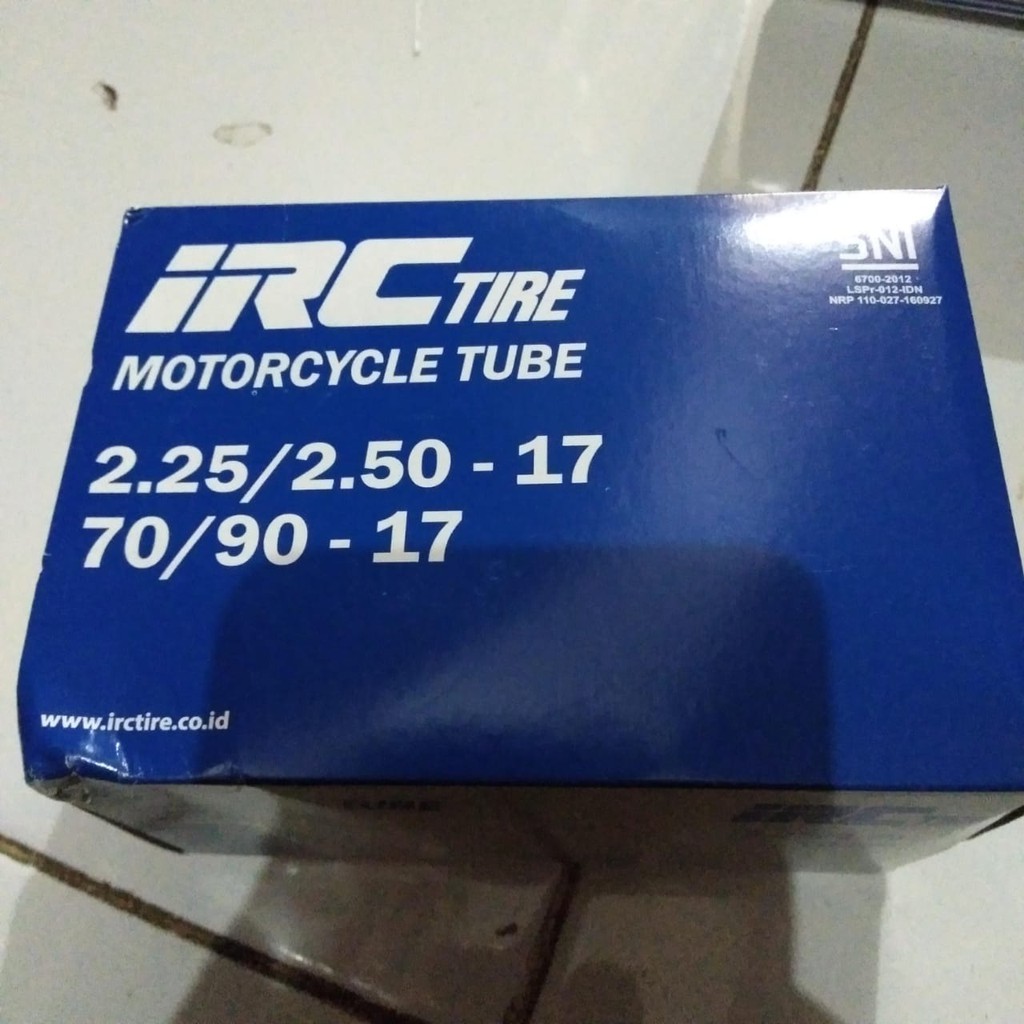 IRC TIRE
MOTORCYCLE TUBE
2.25/2.50 - 17
70/90 - 17
www.irctire.co.id
SNI
6700-2012
LSPr-012-IDN
NRP 110-027-160927
IRC